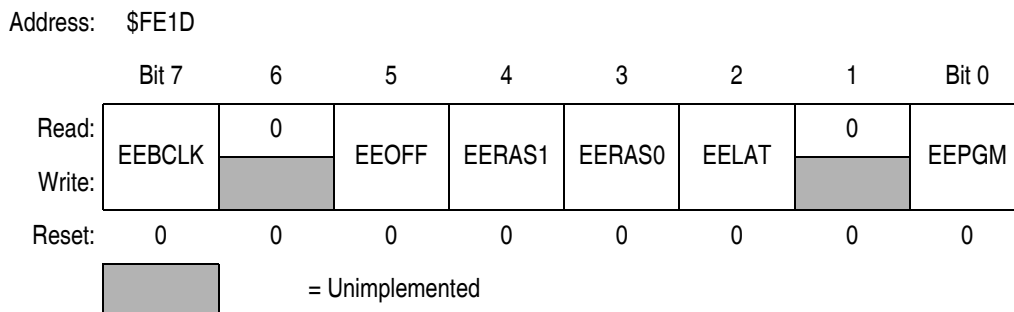 Address: $FE1D
Bit 7 6 5 4 3 2 1 Bit 0
Read: 0 0
EEBCLK EEOFF EERAS1 EERAS0 EELAT EEPGM
Write:
Reset: 0 0 0 0 0 0 0 0
= Unimplemented